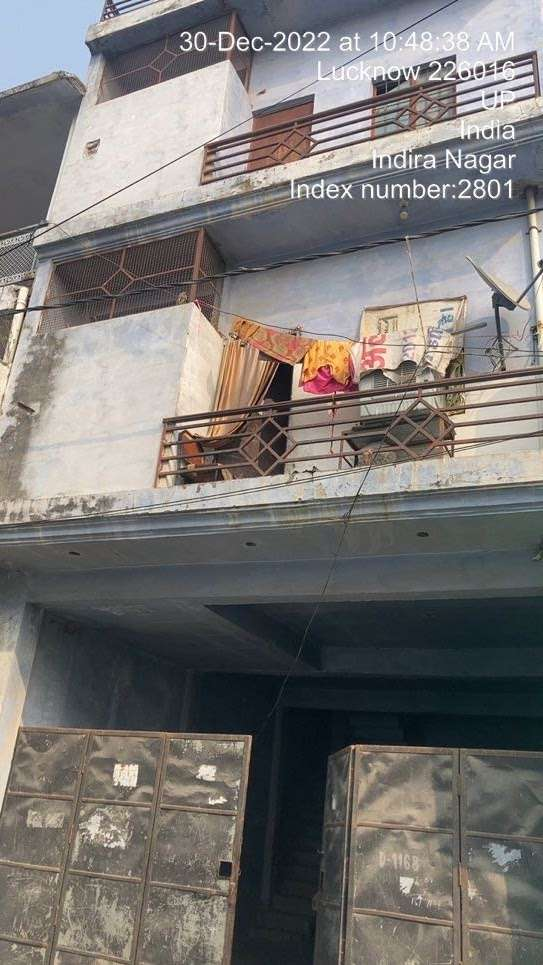 30-Dec-2022 at 10:48:38 AM
Lucknow 226016
UP
India
Indira Nagar
Index number:2801
D-1168